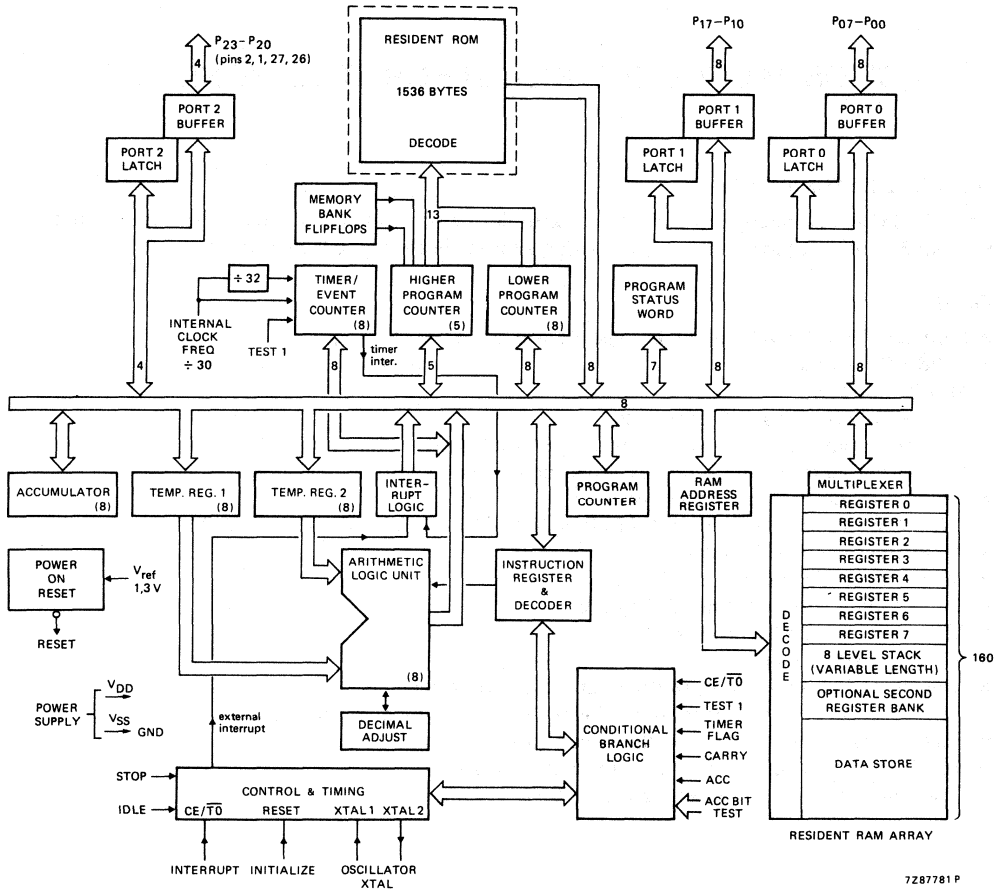 P23-P20
(pins 2, 1, 27, 26)
4
PORT 2
BUFFER
PORT 2
LATCH
4
RESIDENT ROM
1536 BYTES
DECODE
P17-P10
8
PORT 1
BUFFER
PORT 1
LATCH
8
P07-P00
8
PORT 0
BUFFER
PORT 0
LATCH
8
MEMORY
BANK
FLIPFLOPS
13
÷ 32
INTERNAL
CLOCK
FREQ
÷ 30
TEST 1
TIMER/
EVENT
COUNTER
(8)
timer
inter.
8
HIGHER
PROGRAM
COUNTER
(5)
5
LOWER
PROGRAM
COUNTER
(8)
8
8
PROGRAM
STATUS
WORD
7
8
ACCUMULATOR
(8)
TEMP. REG. 1
(8)
TEMP. REG. 2
(8)
INTER-
RUPT
LOGIC
PROGRAM
COUNTER
RAM
ADDRESS
REGISTER
MULTIPLEXER
REGISTER 0
REGISTER 1
REGISTER 2
REGISTER 3
REGISTER 4
REGISTER 5
REGISTER 6
REGISTER 7
8 LEVEL STACK
(VARIABLE LENGTH)
OPTIONAL SECOND
REGISTER BANK
DATA STORE
DECODE
160
RESIDENT RAM ARRAY
POWER
ON
RESET
Vref
1,3 V
RESET
ARITHMETIC
LOGIC UNIT
(8)
INSTRUCTION
REGISTER
&
DECODER
DECIMAL
ADJUST
POWER
SUPPLY
VDD
VSS
GND
external
interrupt
CONDITIONAL
BRANCH
LOGIC
CE/T̅0̅
TEST 1
TIMER
FLAG
CARRY
ACC
ACC BIT
TEST
STOP
IDLE
CONTROL & TIMING
CE/T̅0̅ RESET XTAL 1 XTAL 2
INTERRUPT INITIALIZE OSCILLATOR
XTAL
7Z87781 P